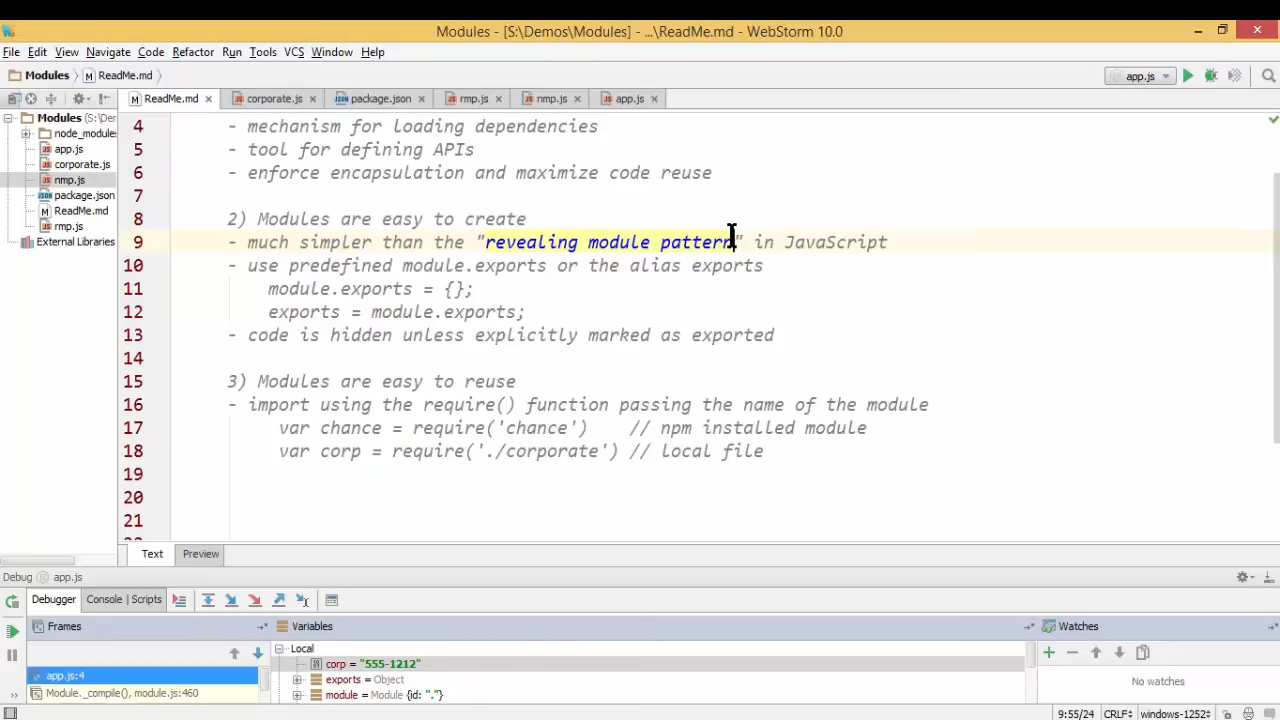 Modules - [S:\Demos\Modules] - ...\ReadMe.md - WebStorm 10.0
File Edit View Navigate Code Refactor Run Tools VCS Window Help
Modules ReadMe.md app.js
ReadMe.md corporate.js package.json rmp.js nmp.js app.js
Modules (S:\Der
node_module
app.js
corporate.js
nmp.js
package.json
ReadMe.md
rmp.js
External Libraries
4 - mechanism for loading dependencies
5 - tool for defining APIs
6 - enforce encapsulation and maximize code reuse
7
8 2) Modules are easy to create
9 - much simpler than the "revealing module pattern" in JavaScript
10 - use predefined module.exports or the alias exports
11 module.exports = {};
12 exports = module.exports;
13 - code is hidden unless explicitly marked as exported
14
15 3) Modules are easy to reuse
16 - import using the require() function passing the name of the module
17 var chance = require('chance') // npm installed module
18 var corp = require('./corporate') // local file
19
20
21
Text Preview
Debug app.js
Debugger Console | Scripts
Frames Variables Watches
app.js:4
Module._compile(), module.js:460
Local
corp = "555-1212"
exports = Object
module = Module {id: "."}
No watches
9:55/24 CRLF windows-1252